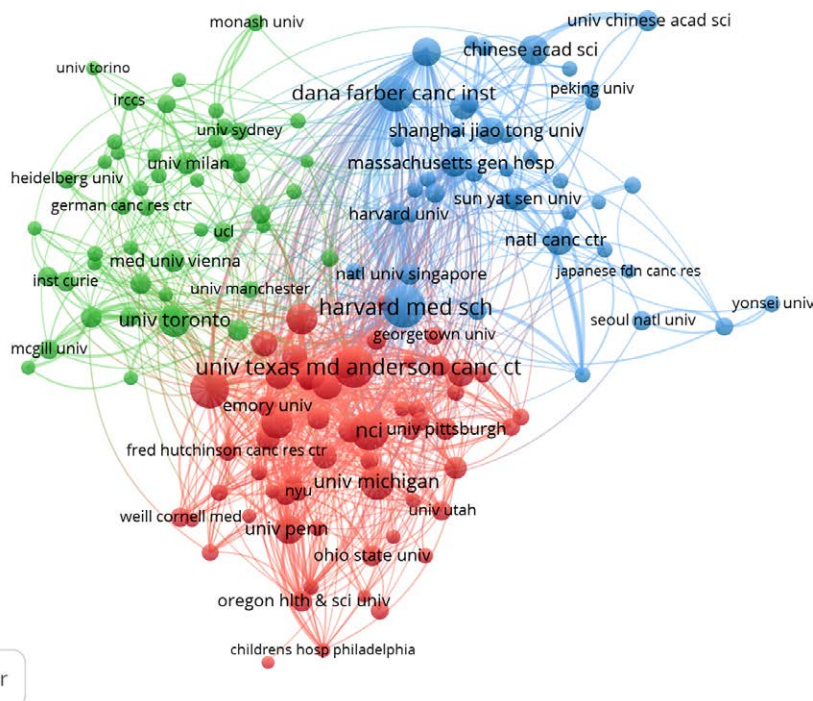 monash univ
univ chinese acad sci
chinese acad sci
univ torino
dana farber canc inst
peking univ
irccs
univ sydney
shanghai jiao tong univ
univ milan
massachusetts gen hosp
heidelberg univ
sun yat sen univ
german canc res ctr
harvard univ
ucl
natl canc ctr
med univ vienna
natl univ singapore
japanese fdn canc res
inst curie
univ manchester
harvard med sch
yonsei univ
univ toronto
seoul natl univ
georgetown univ
mcgill univ
univ texas md anderson canc ct
emory univ
nci
univ pittsburgh
fred hutchinson canc res ctr
univ michigan
nyu
univ utah
weill cornell med
univ penn
ohio state univ
oregon hlth & sci univ
childrens hosp philadelphia
r